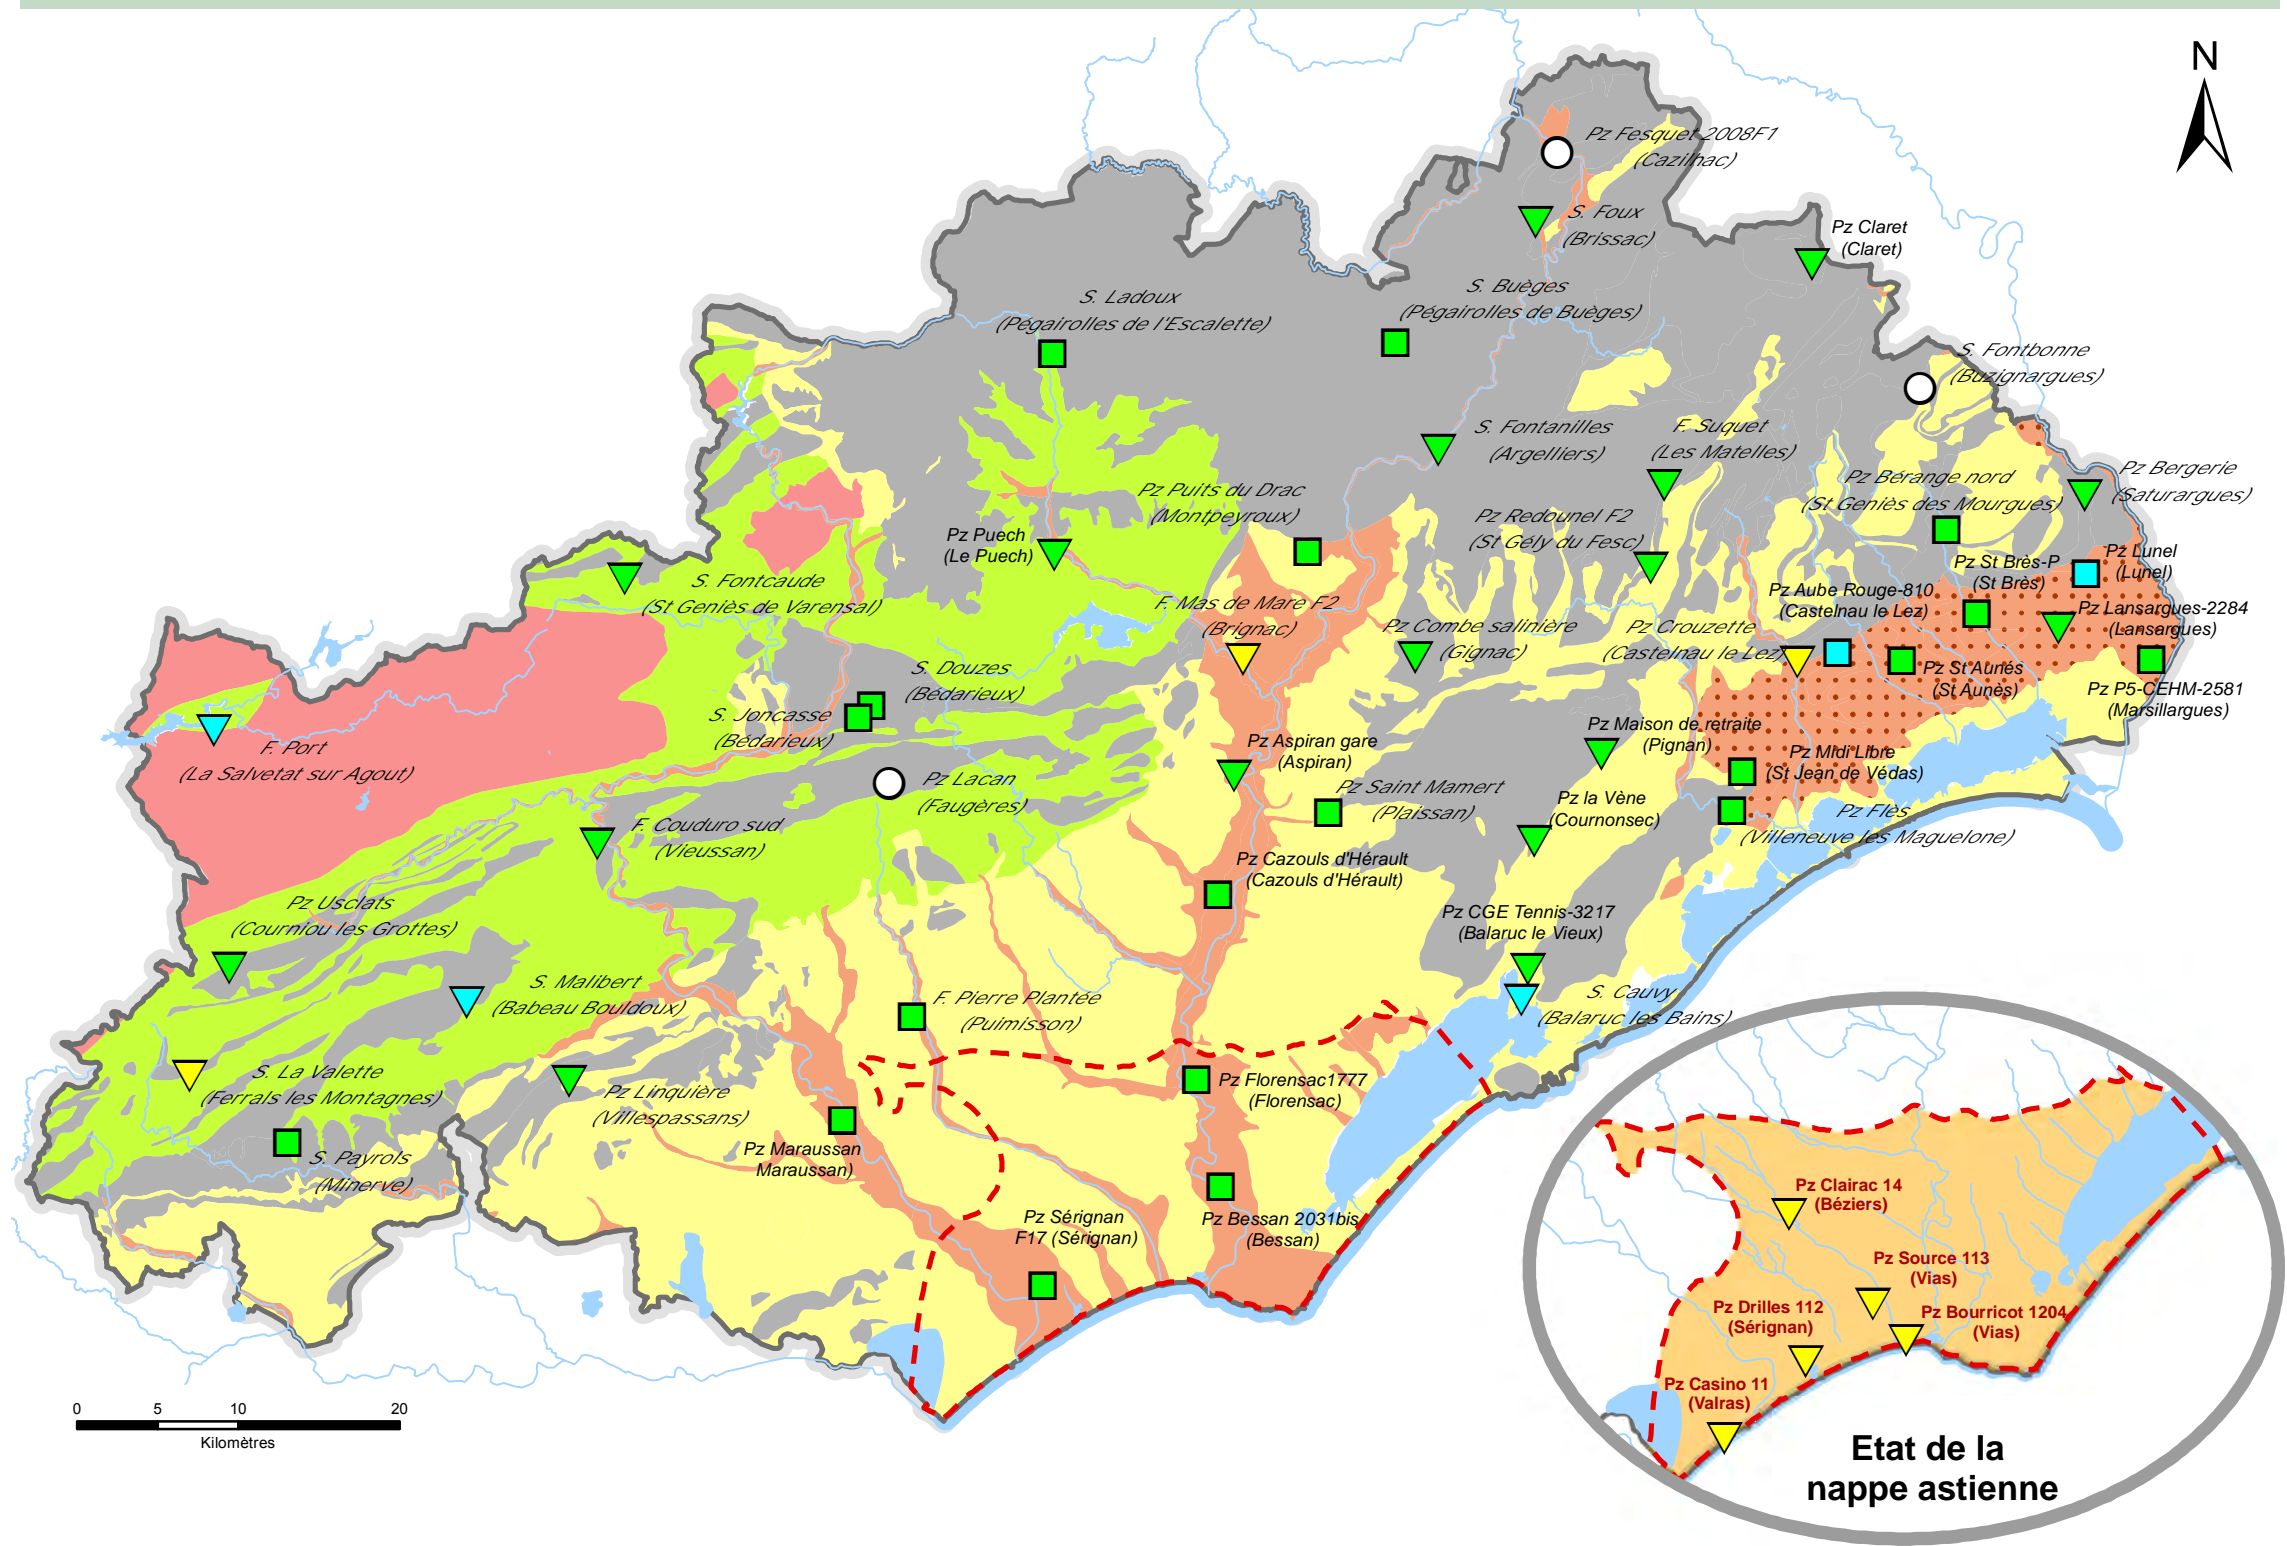 N
Pz Fesquet 2008F1
(Cazilhac)
S. Foux
(Brissac)
Pz Claret
(Claret)
S. Buèges
(Pégairolles de Buèges)
S. Ladoux
(Pégairolles de l'Escalette)
S. Fontbonne
(Buzignargues)
S. Fontanilles
(Argelliers)
F. Suquet
(Les Matelles)
Pz Bérange nord
(St Geniès des Mourgues)
Pz Bergerie
(Saturargues)
Pz Puits du Drac
(Montpeyroux)
Pz Redounel F2
(St Gély du Fesc)
Pz Puech
(Le Puech)
Pz St Brès-P
(St Brès)
Pz Lunel
(Lunel)
S. Fontcaude
(St Geniès de Varensal)
F. Mas de Mare F2
(Brignac)
Pz Aube Rouge-810
(Castelnau le Lez)
Pz Lansargues-2284
(Lansargues)
Pz Combe salinière
(Gignac)
Pz Crouzette
(Castelnau le Lez)
S. Douzes
(Bédarieux)
Pz St Aunés
(St Aunès)
Pz P5-CEHM-2581
(Marsillargues)
S. Joncasse
(Bédarieux)
F. Port
(La Salvetat sur Agout)
Pz Aspiran gare
(Aspiran)
Pz Maison de retraite
(Pignan)
Pz Midi Libre
(St Jean de Védas)
Pz Lacan
(Faugères)
Pz Saint Mamert
(Plaissan)
Pz la Vène
(Cournonsec)
Pz Flès
(Villeneuve les Maguelone)
F. Couduro sud
(Vieussan)
Pz Cazouls d'Hérault
(Cazouls d'Hérault)
Pz Usclats
(Courniou les Grottes)
Pz CGE Tennis-3217
(Balaruc le Vieux)
S. Malibert
(Babeau Bouldoux)
F. Pierre Plantée
(Puimisson)
S. Cauvy
(Balaruc les Bains)
S. La Valette
(Ferrals les Montagnes)
Pz Linquière
(Villespassans)
Pz Florensac1777
(Florensac)
S. Payrols
(Minerve)
Pz Maraussan
Maraussan)
Pz Sérignan
F17 (Sérignan)
Pz Bessan 2031bis
(Bessan)
Pz Clairac 14
(Béziers)
Pz Source 113
(Vias)
Pz Drilles 112
(Sérignan)
Pz Bourricot 1204
(Vias)
Pz Casino 11
(Valras)
0 5 10 20
Kilomètres
Etat de la
nappe astienne